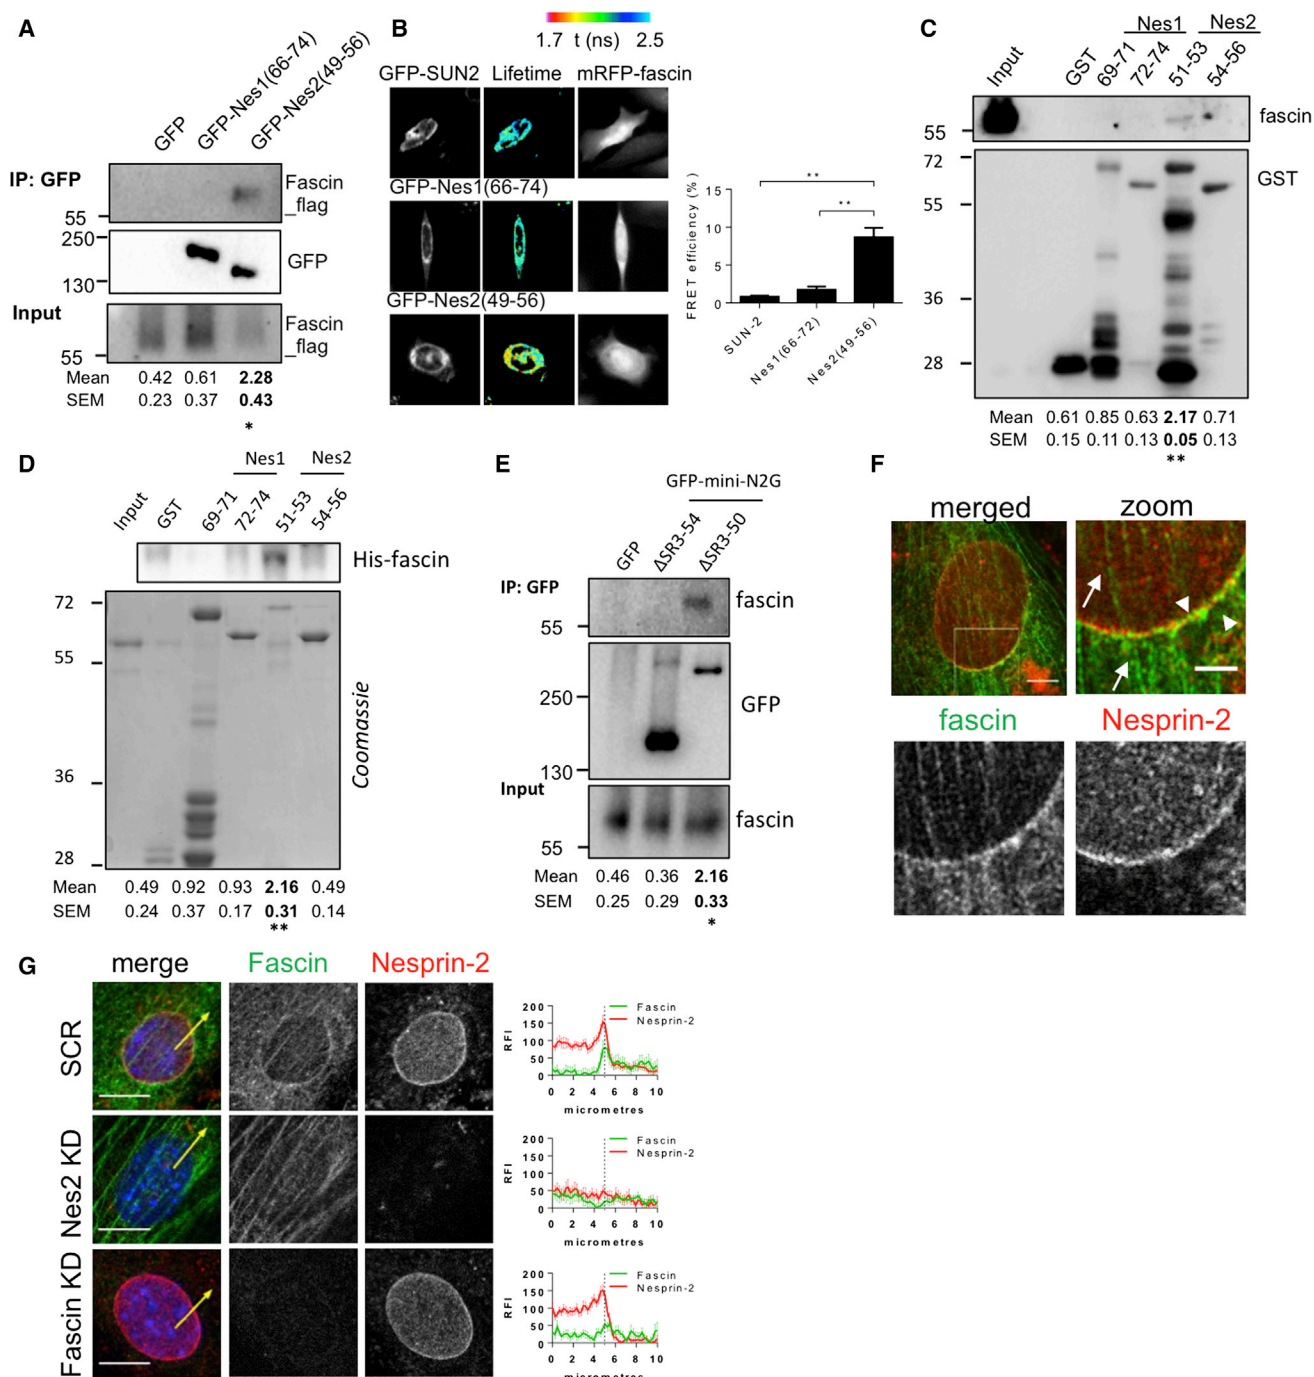 A
GFP
GFP-Nes1(66-74)
GFP-Nes2(49-56)
IP: GFP
Fascin
_flag
55
250
GFP
130
Input
Fascin
_flag
55
Mean 0.42 0.61 2.28
SEM 0.23 0.37 0.43
*
B
1.7 t (ns) 2.5
GFP-SUN2 Lifetime mRFP-fascin
GFP-Nes1(66-74)
GFP-Nes2(49-56)
FRET efficiency (%)
15
10
5
0
**
**
SUN-2
Nes1(66-72)
Nes2(49-56)
C
Nes1 Nes2
Input
GST
69-71
72-74
51-53
54-56
fascin
55
72
GST
55
36
28
Mean 0.61 0.85 0.63 2.17 0.71
SEM 0.15 0.11 0.13 0.05 0.13
**
D
Nes1 Nes2
Input
GST
69-71
72-74
51-53
54-56
His-fascin
72
55
Coomassie
36
28
Mean 0.49 0.92 0.93 2.16 0.49
SEM 0.24 0.37 0.17 0.31 0.14
**
E
GFP-mini-N2G
GFP
ΔSR3-54
ΔSR3-50
IP: GFP
fascin
55
250
GFP
130
Input
fascin
55
Mean 0.46 0.36 2.16
SEM 0.25 0.29 0.33
*
F
merged zoom
fascin Nesprin-2
G
merge Fascin Nesprin-2
SCR
RFI
200
150
100
50
0
Fascin
Nesprin-2
0 2 4 6 8 10
micrometres
Nes2 KD
RFI
200
150
100
50
0
Fascin
Nesprin-2
0 2 4 6 8 10
micrometres
Fascin KD
RFI
200
150
100
50
0
Fascin
Nesprin-2
0 2 4 6 8 10
micrometres